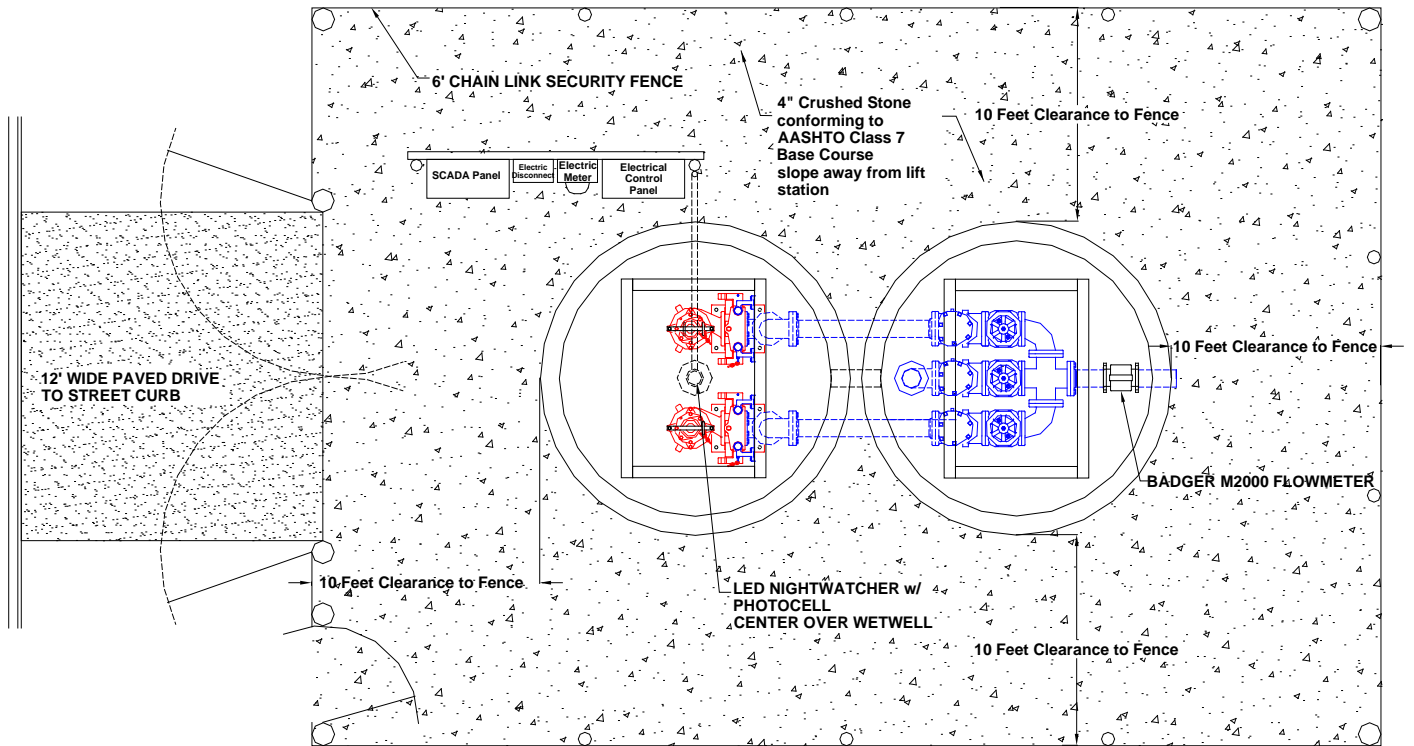 6' CHAIN LINK SECURITY FENCE
4" Crushed Stone
conforming to
AASHTO Class 7
Base Course
slope away from lift
station
10 Feet Clearance to Fence
SCADA Panel
Electric
Disconnect
Electric
Meter
Electrical
Control
Panel
12' WIDE PAVED DRIVE
TO STREET CURB
10 Feet Clearance to Fence
BADGER M2000 FLOWMETER
10 Feet Clearance to Fence
LED NIGHTWATCHER w/
PHOTOCELL
CENTER OVER WETWELL
10 Feet Clearance to Fence